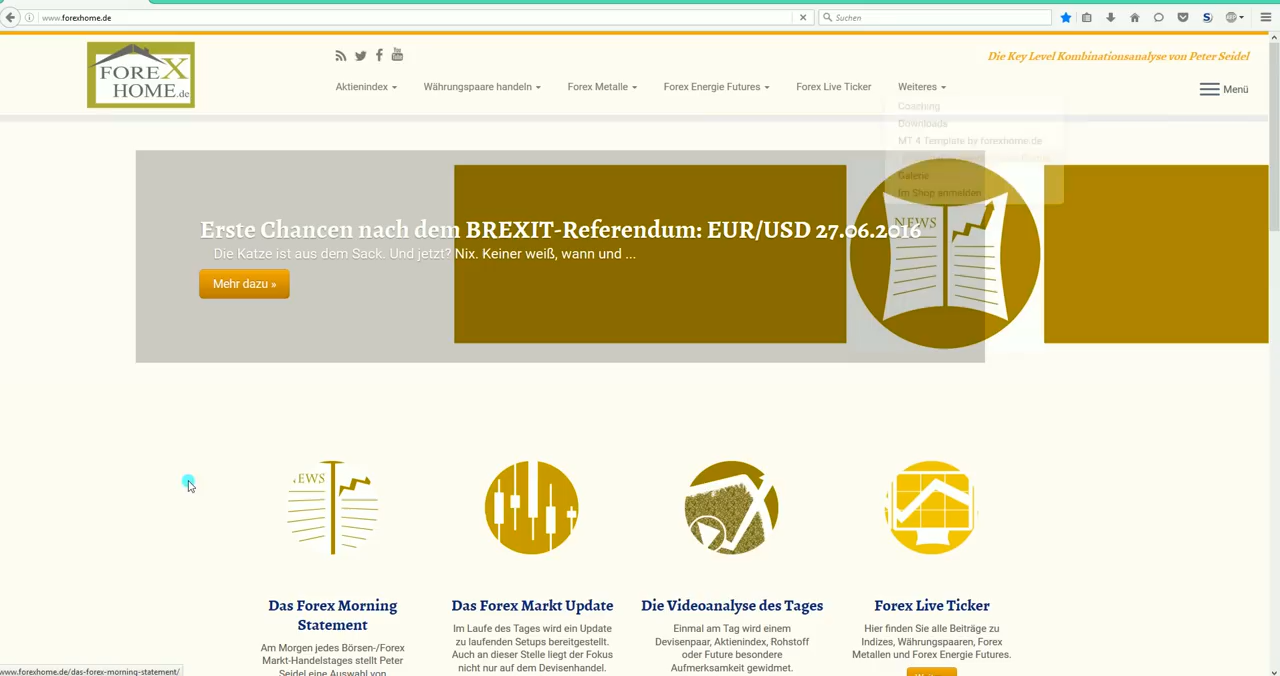 www.forexhome.de
Suchen
FOREX
HOME.de
Die Key Level Kombinationsanalyse von Peter Seidel
Aktienindex
Währungspaare handeln
Forex Metalle
Forex Energie Futures
Forex Live Ticker
Weiteres
Menü
Coaching
Downloads
MT 4 Template by forexhome.de
Galerie
Im Shop anmelden
Erste Chancen nach dem BREXIT-Referendum: EUR/USD 27.06.2016
Die Katze ist aus dem Sack. Und jetzt? Nix. Keiner weiß, wann und ...
Mehr dazu »
NEWS
EWS
Das Forex Morning
Statement
Am Morgen jedes Börsen-/Forex
Markt-Handelstages stellt Peter
Seidel eine Auswahl von
Das Forex Markt Update
Im Laufe des Tages wird ein Update
zu laufenden Setups bereitgestellt.
Auch an dieser Stelle liegt der Fokus
nicht nur auf dem Devisenhandel.
Die Videoanalyse des Tages
Einmal am Tag wird einem
Devisenpaar, Aktienindex, Rohstoff
oder Future besondere
Aufmerksamkeit gewidmet.
Forex Live Ticker
Hier finden Sie alle Beiträge zu
Indizes, Währungspaaren, Forex
Metallen und Forex Energie Futures.
www.forexhome.de/das-forex-morning-statement/